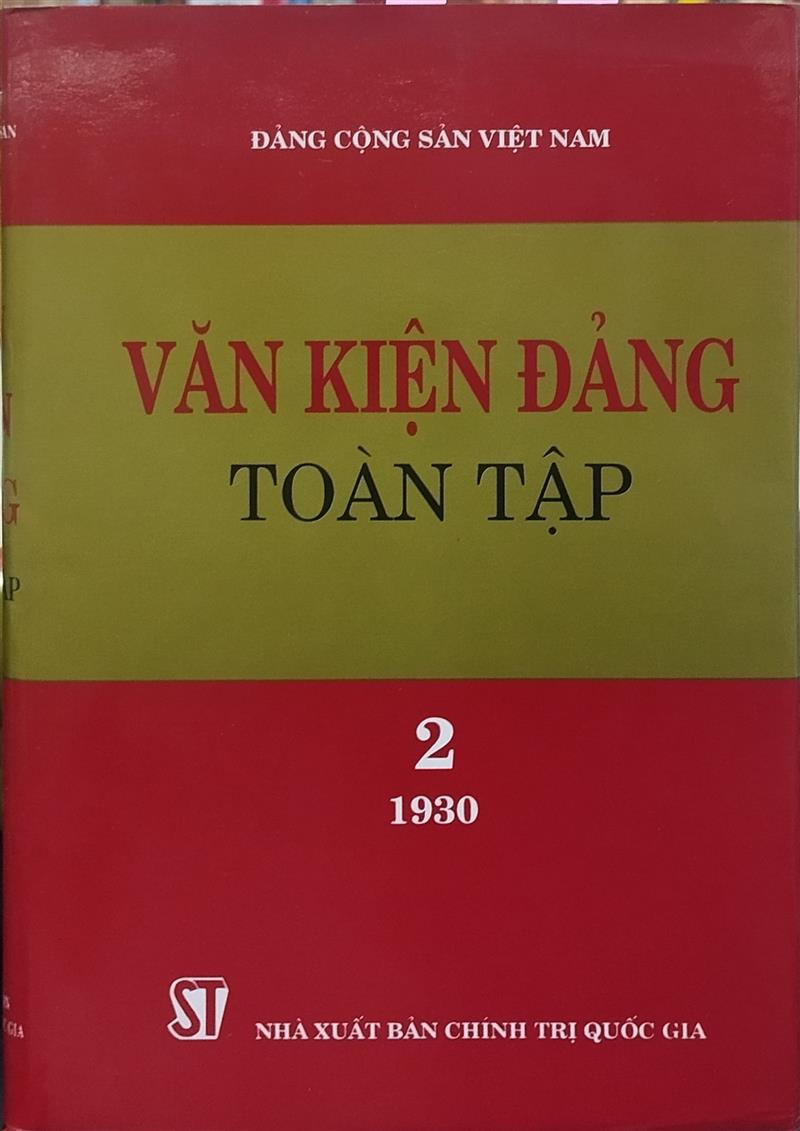 ĐẢNG CỘNG SẢN VIỆT NAM
VĂN KIỆN ĐẢNG
TOÀN TẬP
2
1930
ST
NHÀ XUẤT BẢN CHÍNH TRỊ QUỐC GIA